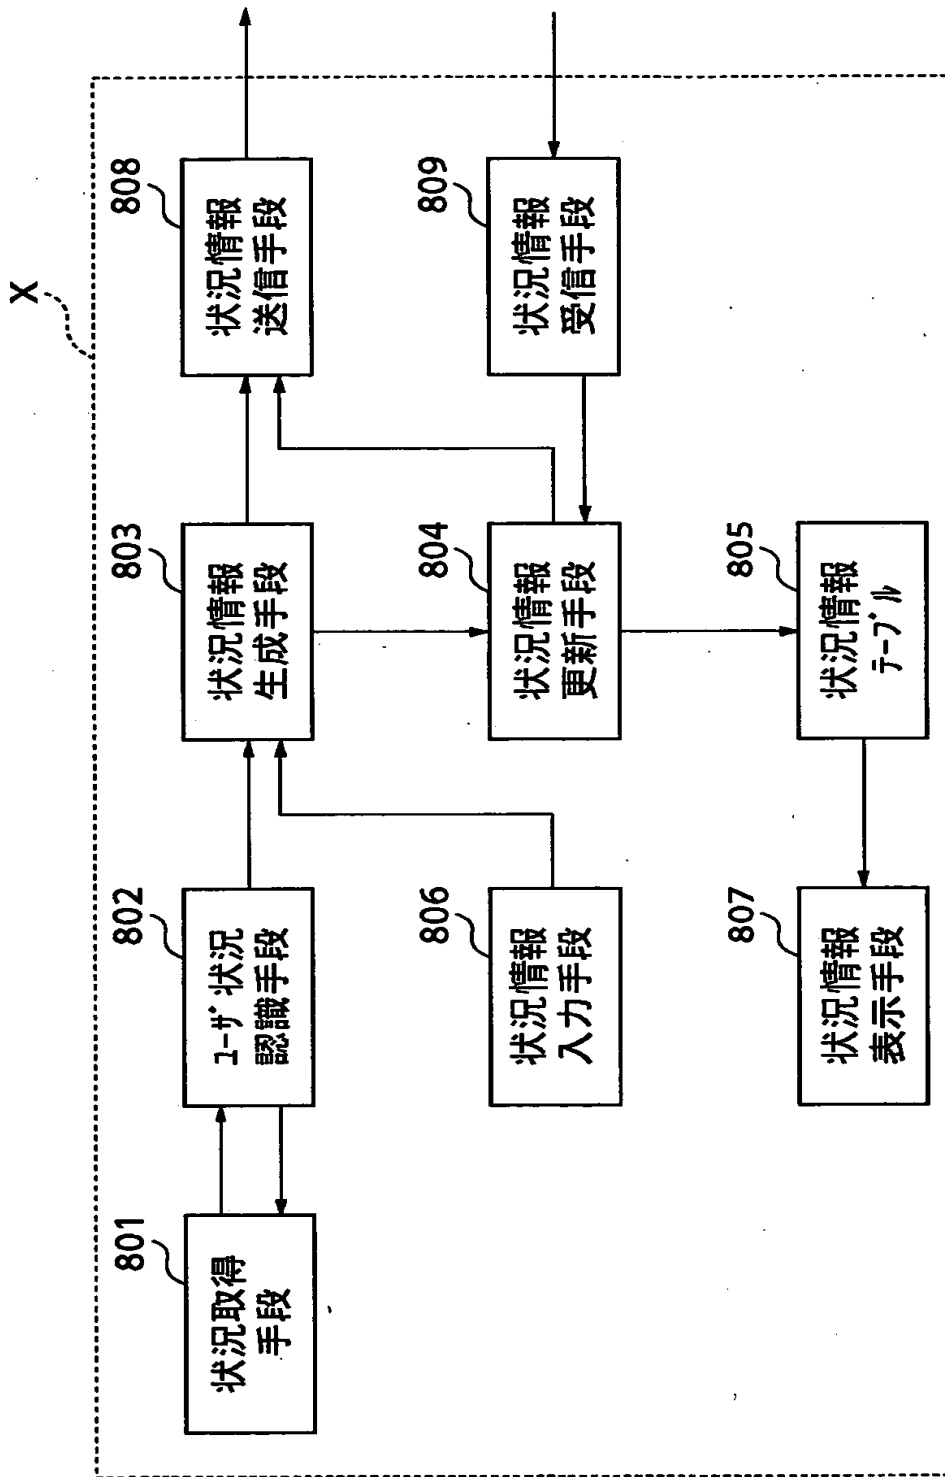 X
801
状況取得
手段
802
ﾕｰｻﾞ状況
認識手段
803
状況情報
生成手段
808
状況情報
送信手段
806
状況情報
入力手段
804
状況情報
更新手段
809
状況情報
受信手段
807
状況情報
表示手段
805
状況情報
ﾃｰﾌﾞﾙ